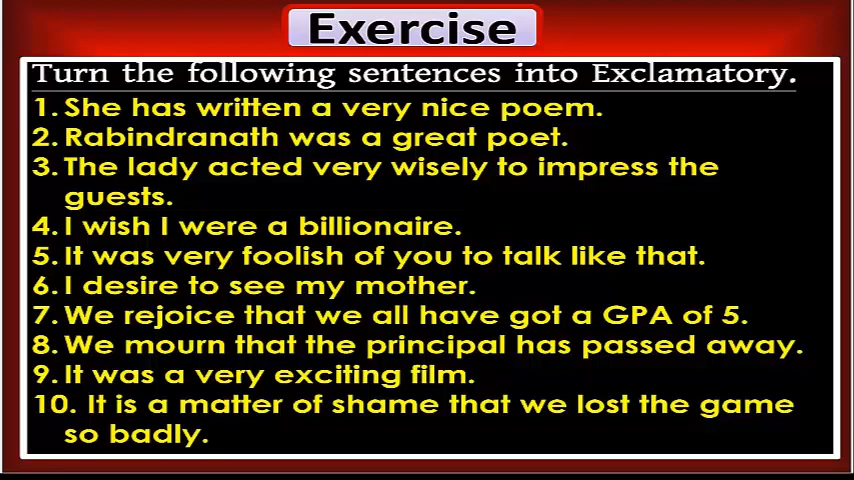 Exercise
Turn the following sentences into Exclamatory.
1. She has written a very nice poem.
2. Rabindranath was a great poet.
3. The lady acted very wisely to impress the
guests.
4. I wish I were a billionaire.
5. It was very foolish of you to talk like that.
6. I desire to see my mother.
7. We rejoice that we all have got a GPA of 5.
8. We mourn that the principal has passed away.
9. It was a very exciting film.
10. It is a matter of shame that we lost the game
so badly.